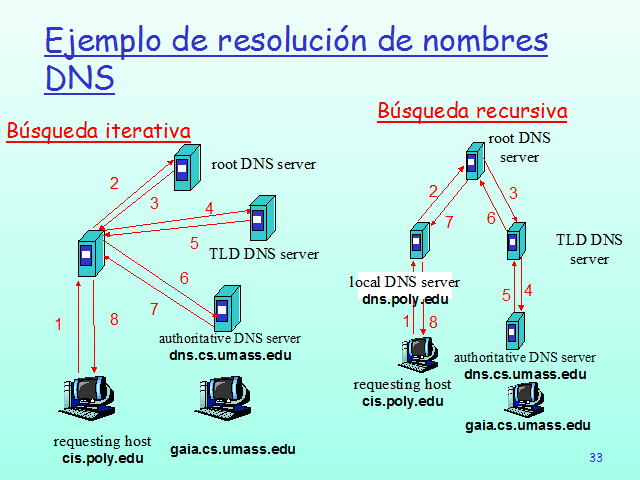 Ejemplo de resolución de nombres
DNS
Búsqueda iterativa
root DNS server
2
3
4
5
TLD DNS server
6
7
1
8
authoritative DNS server
dns.cs.umass.edu
requesting host
cis.poly.edu
gaia.cs.umass.edu
Búsqueda recursiva
root DNS
server
2
3
7
6
TLD DNS
server
local DNS server
dns.poly.edu
5
4
1
8
authoritative DNS server
dns.cs.umass.edu
requesting host
cis.poly.edu
gaia.cs.umass.edu
33